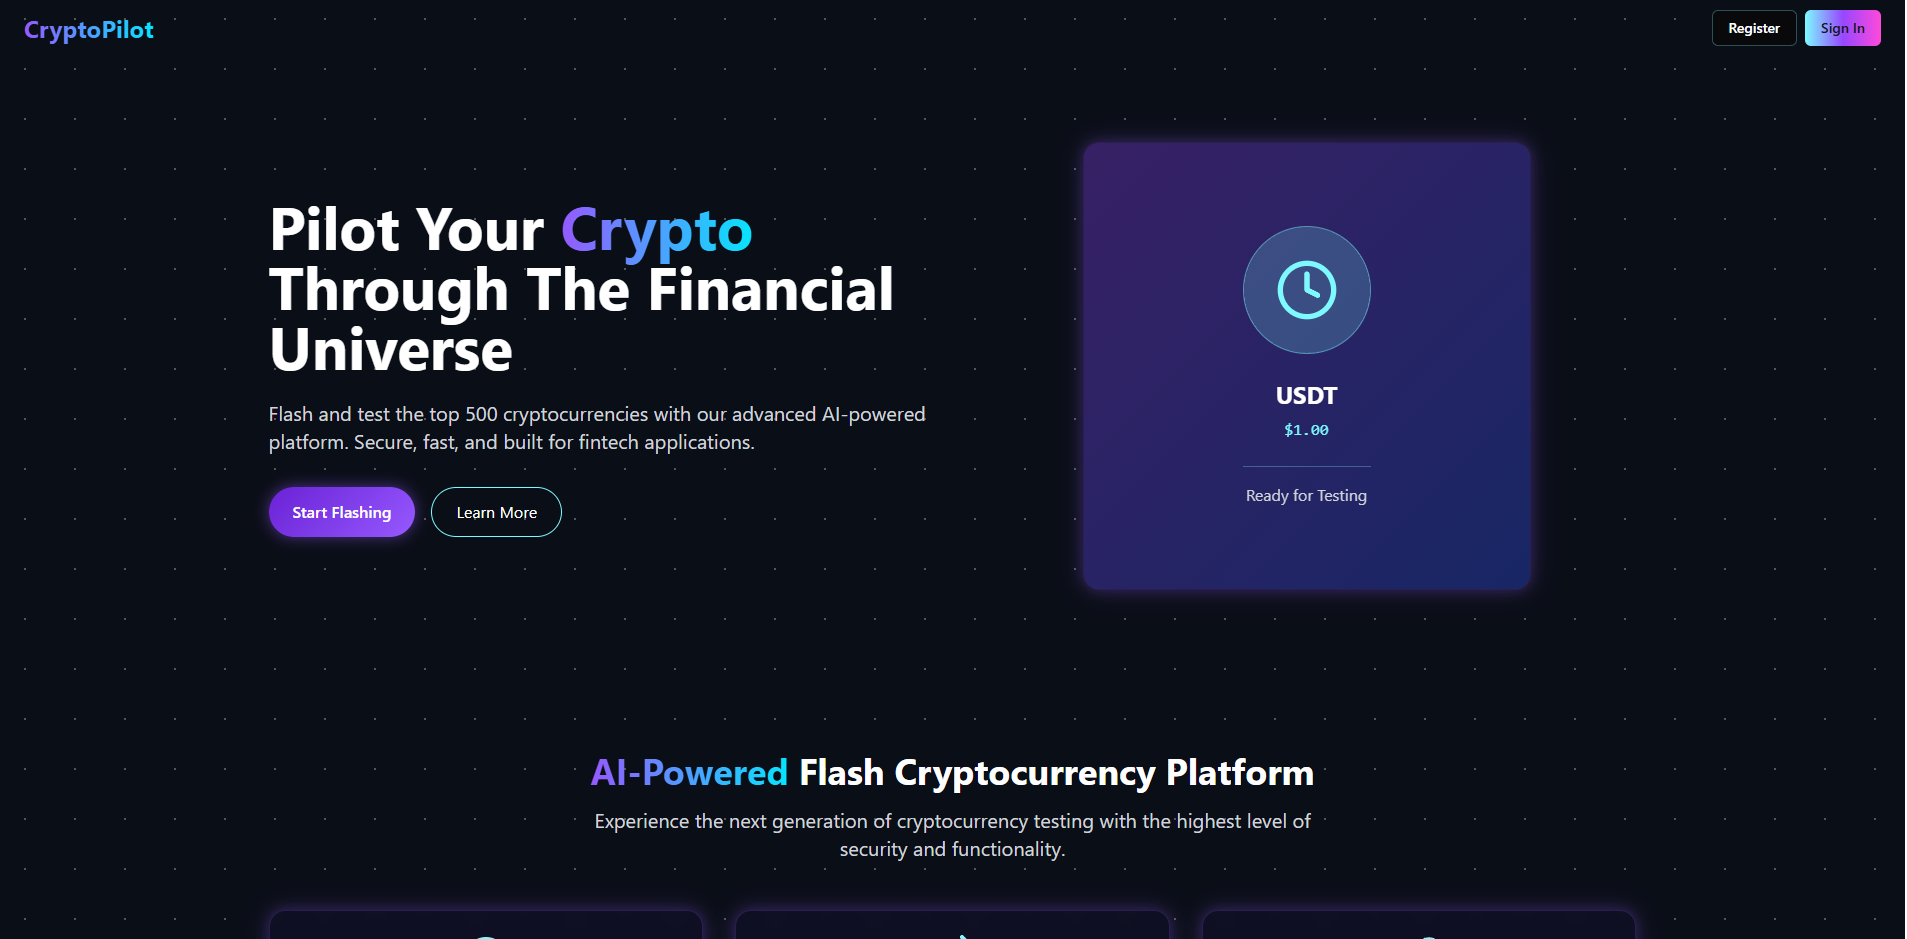 CryptoPilot
Register
Sign In
Pilot Your Crypto
Through The Financial
Universe
Flash and test the top 500 cryptocurrencies with our advanced AI-powered
platform. Secure, fast, and built for fintech applications.
Start Flashing
Learn More
USDT
$1.00
Ready for Testing
AI-Powered Flash Cryptocurrency Platform
Experience the next generation of cryptocurrency testing with the highest level of
security and functionality.